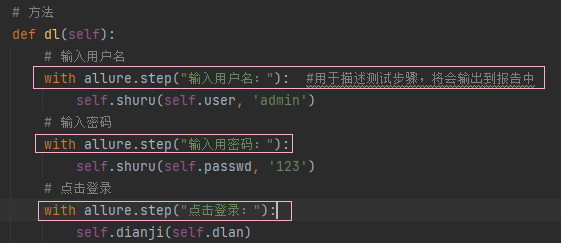 # 方法
def dl(self):
# 输入用户名
with allure.step("输入用户名："):  #用于描述测试步骤，将会输出到报告中
self.shuru(self.user, 'admin')
# 输入密码
with allure.step("输入用密码："):
self.shuru(self.passwd, '123')
# 点击登录
with allure.step("点击登录："):
self.dianji(self.dlan)